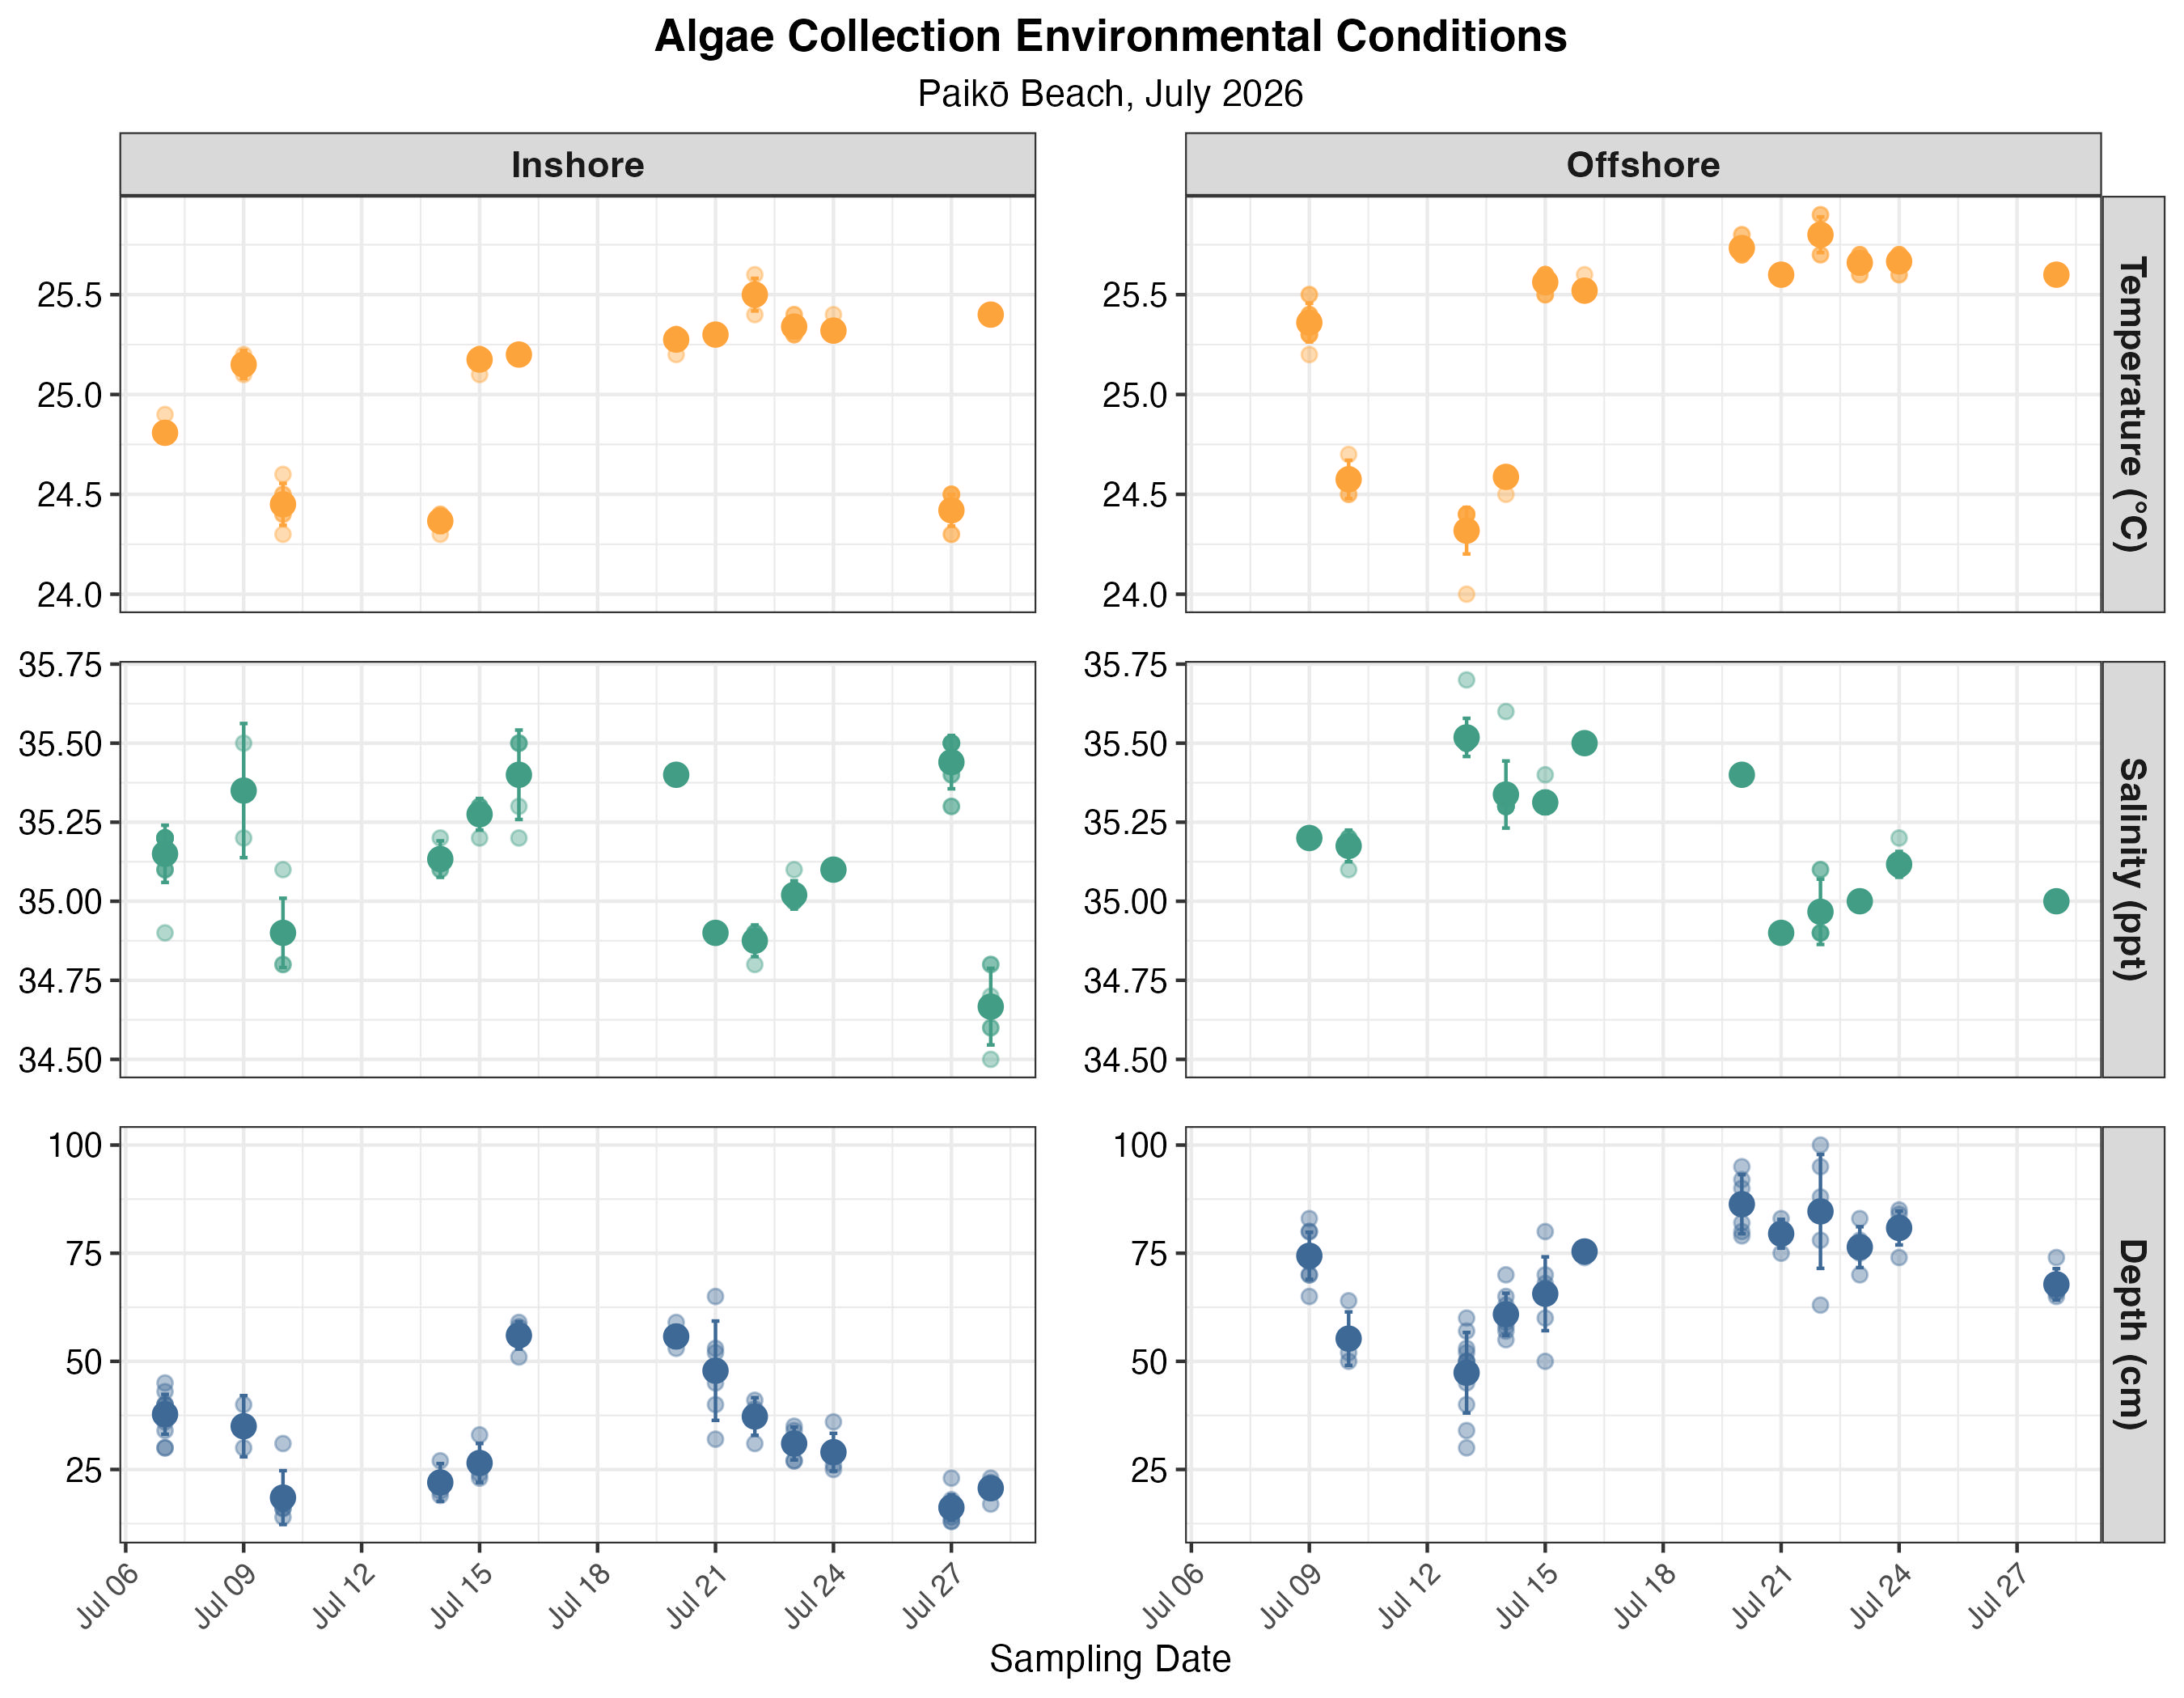 Algae Collection Environmental Conditions
Paikō Beach, July 2026
Inshore
Offshore
25.5
25.0
24.5
24.0
25.5
25.0
24.5
24.0
Temperature (°C)
35.75
35.50
35.25
35.00
34.75
34.50
35.75
35.50
35.25
35.00
34.75
34.50
Salinity (ppt)
100
75
50
25
100
75
50
25
Depth (cm)
Jul 06
Jul 09
Jul 12
Jul 15
Jul 18
Jul 21
Jul 24
Jul 27
Jul 06
Jul 09
Jul 12
Jul 15
Jul 18
Jul 21
Jul 24
Jul 27
Sampling Date